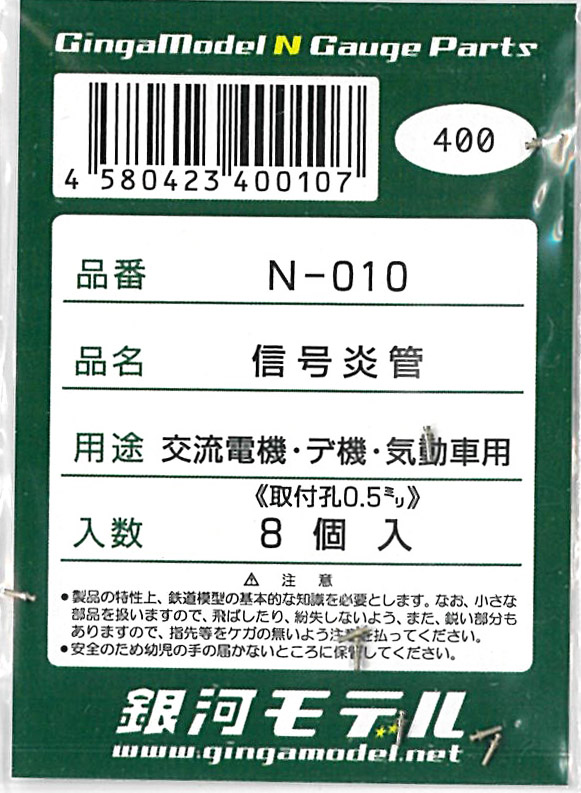 GingaModel N Gauge Parts
400
4 580423 400107
品番 N-010
品名 信号炎管
用途 交流電機・デ機・気動車用
《取付孔0.5㍉》
入数 8個入
⚠ 注意
●製品の特性上、鉄道模型の基本的な知識を必要とします。なお、小さな
部品を扱いますので、飛ばしたり、紛失しないよう、また、鋭い部分も
ありますので、指先等をケガの無いよう注意を払ってください。
●安全のため幼児の手の届かないところに保管してください。
銀河モデル
www.gingamodel.net